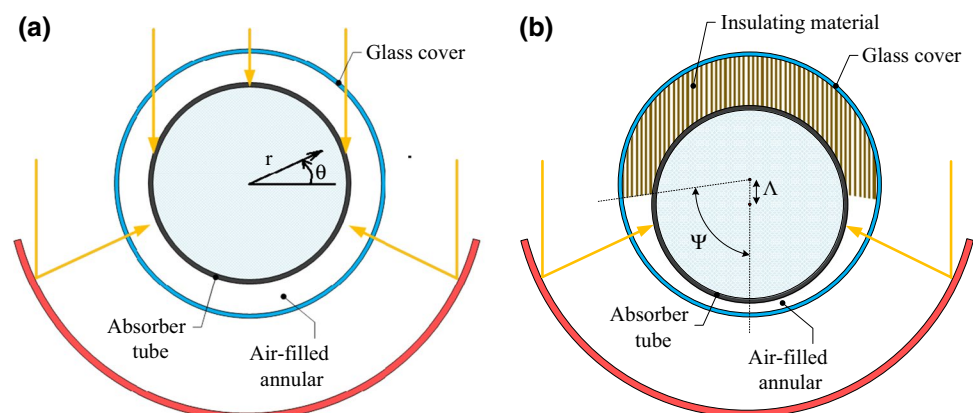 (a)
Glass cover
r
θ
Absorber
tube
Air-filled
annular
(b)
Insulating material
Glass cover
Λ
Ψ
Absorber
tube
Air-filled
annular